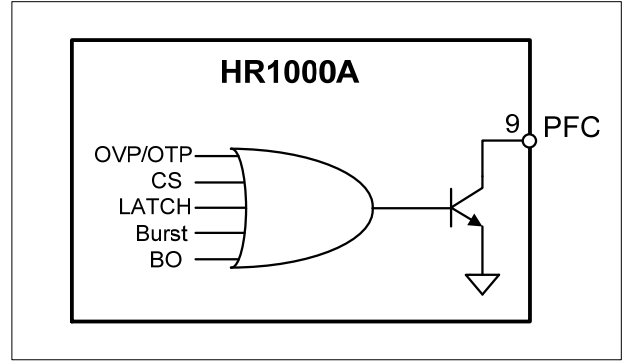 HR1000A
9 PFC
OVP/OTP
CS
LATCH
Burst
BO